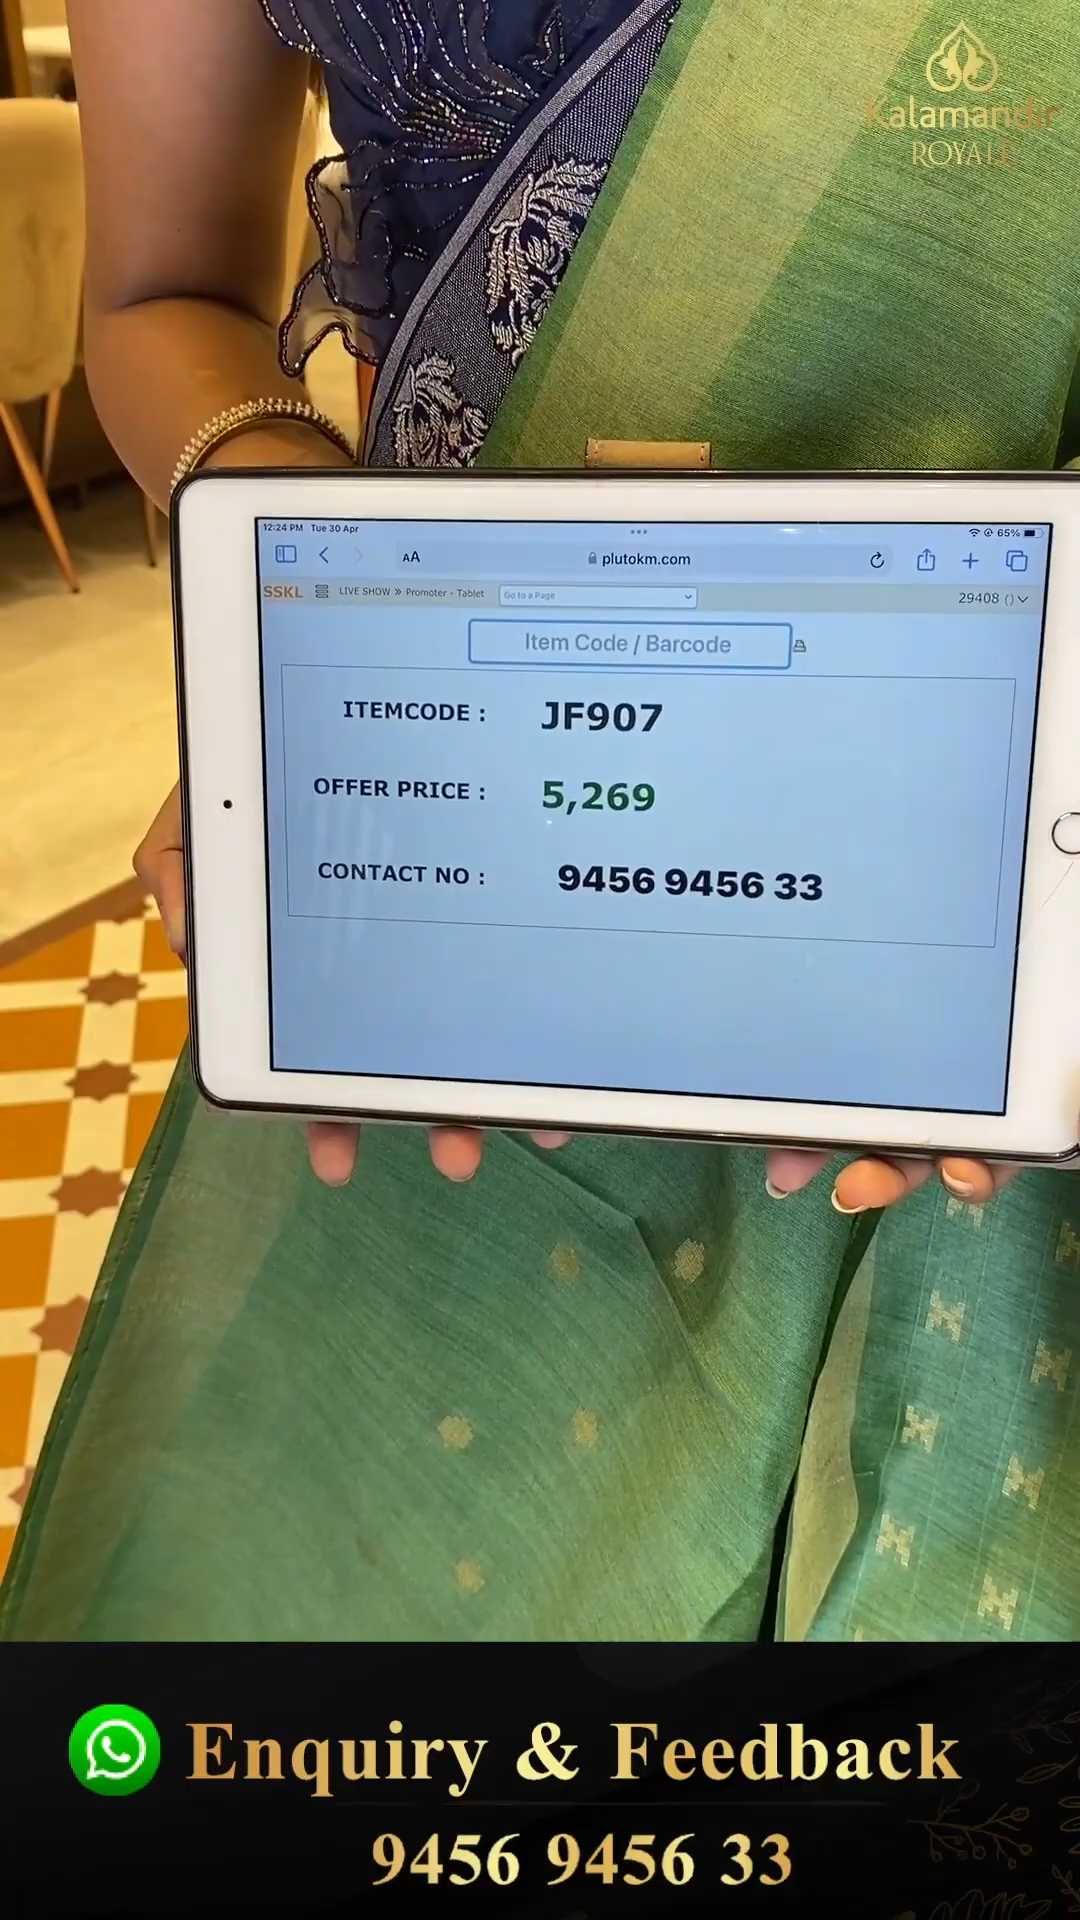 Kalamandir
ROYALE
12:24 PM Tue 30 Apr
65%
AA
plutokm.com
SSKL
LIVE SHOW » Promoter - Tablet
Go to a Page
29408 ()
Item Code / Barcode
ITEMCODE : JF907
OFFER PRICE : 5,269
CONTACT NO : 9456 9456 33
Enquiry & Feedback
9456 9456 33